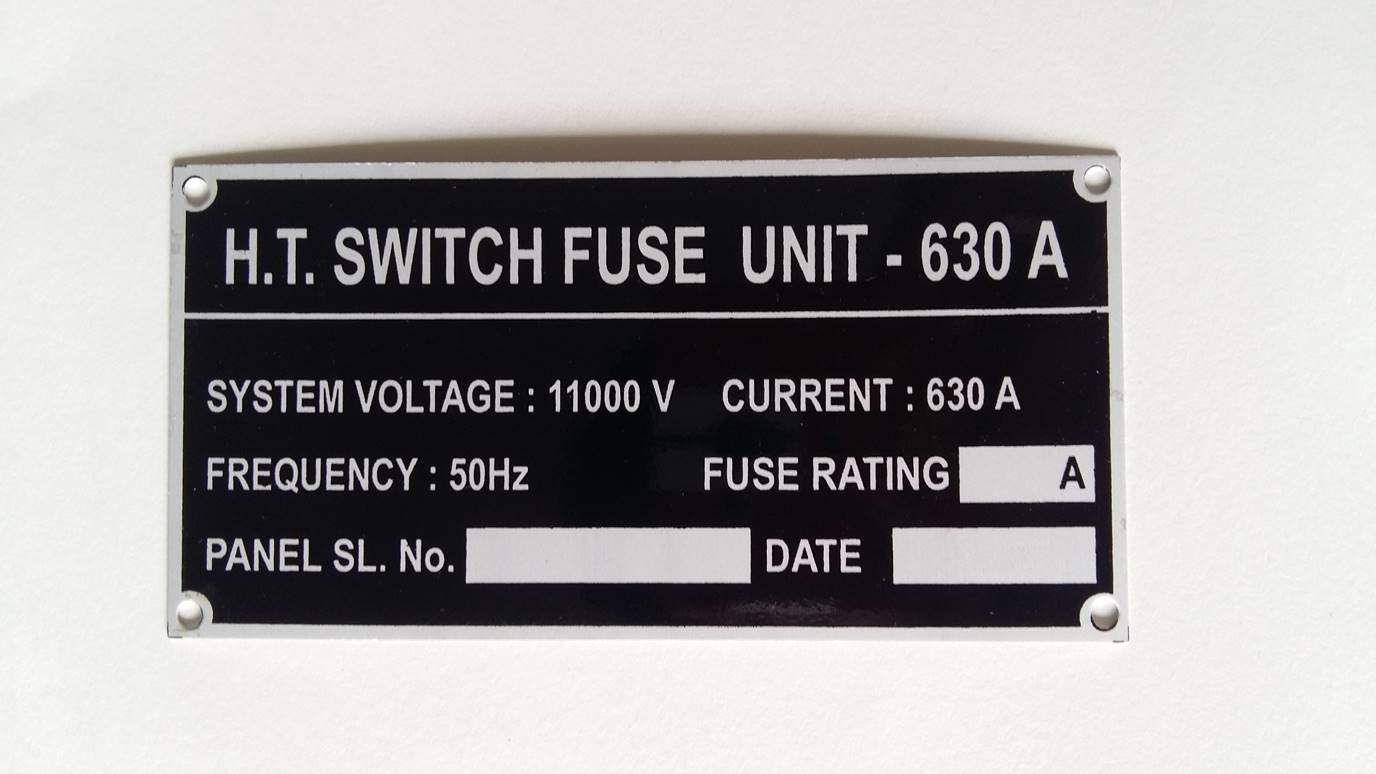 H.T. SWITCH FUSE UNIT - 630 A
SYSTEM VOLTAGE : 11000 V CURRENT : 630 A
FREQUENCY : 50Hz FUSE RATING A
PANEL SL. No. DATE